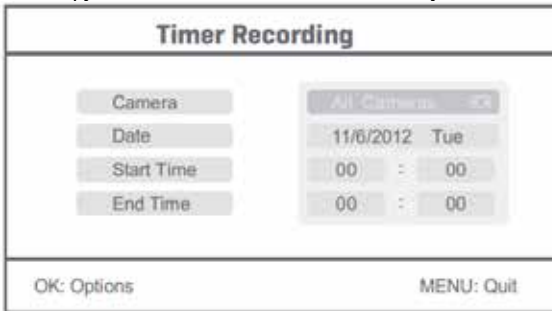 Timer Recording
Camera All Cameras
Date 11/6/2012 Tue
Start Time 00 : 00
End Time 00 : 00
OK: Options MENU: Quit